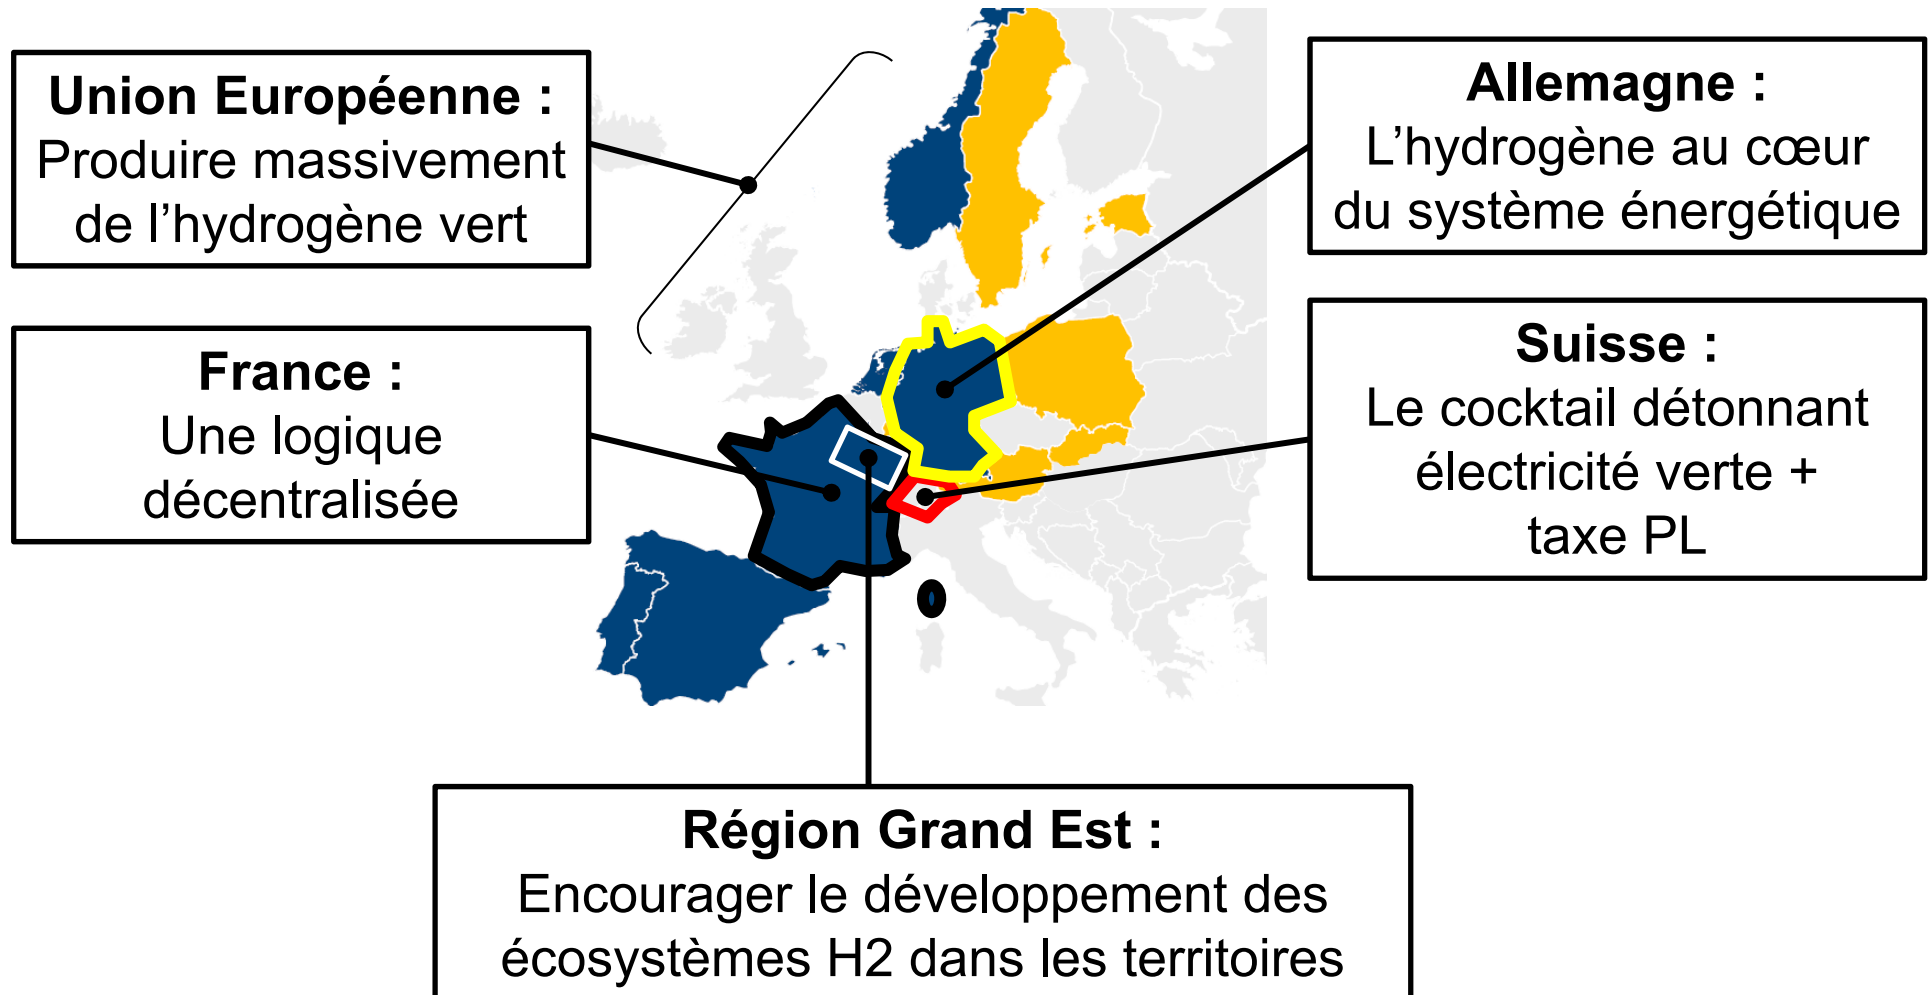 Union Européenne :
Produire massivement
de l’hydrogène vert
France :
Une logique
décentralisée
Allemagne :
L’hydrogène au cœur
du système énergétique
Suisse :
Le cocktail détonnant
électricité verte +
taxe PL
Région Grand Est :
Encourager le développement des
écosystèmes H2 dans les territoires